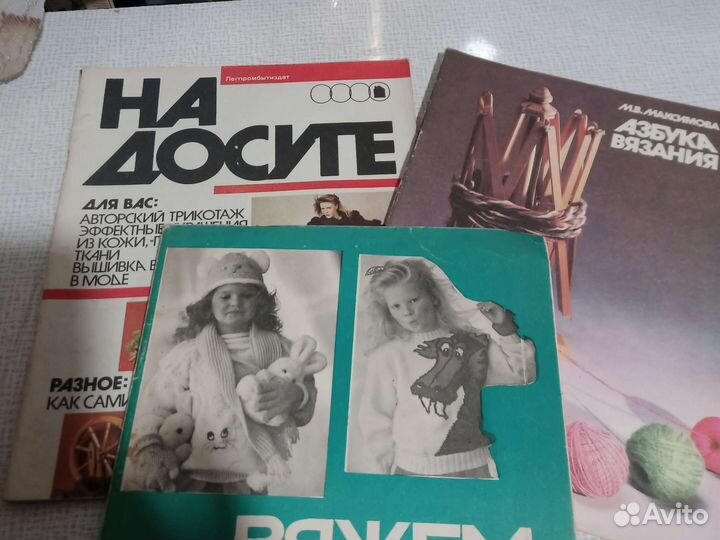 Легпромбытиздат
НА
ДОСУГЕ
ДЛЯ ВАС:
АВТОРСКИЙ ТРИКОТАЖ
ЭФФЕКТНЫЕ
ИЗ КОЖИ,
ТКАНИ
ВЫШИВКА
В МОДЕ
РАЗНОЕ:
КАК САМИ
М.В. МАКСИМОВА
АЗБУКА
ВЯЗАНИЯ
ВЯЖЕМ
Avito